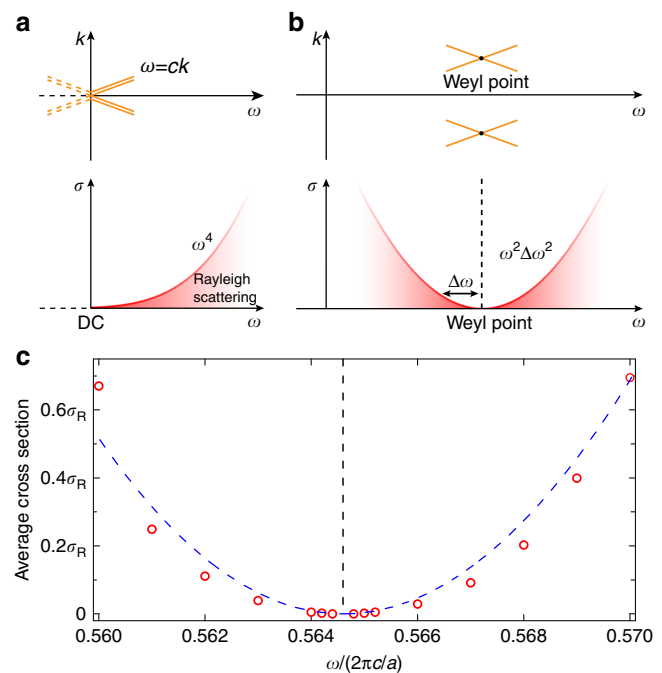 a
k
ω=ck
ω
σ
ω⁴
Rayleigh
scattering
DC
ω
b
k
Weyl point
ω
σ
ω²Δω²
Δω
Weyl point
ω
c
Average cross section
0.6σ_R
0.4σ_R
0.2σ_R
0
0.560 0.562 0.564 0.566 0.568 0.570
ω/(2πc/a)